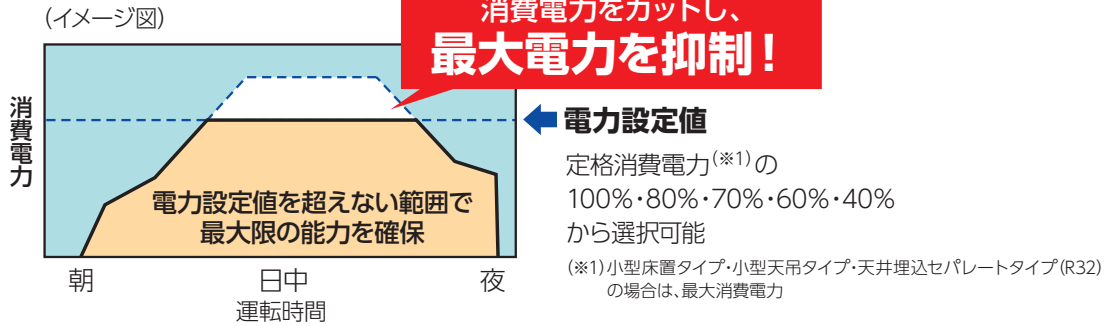 (イメージ図)
消費電力をカットし、
最大電力を抑制！
消費電力
電力設定値
定格消費電力(※1)の
100%・80%・70%・60%・40%
から選択可能
電力設定値を超えない範囲で
最大限の能力を確保
(※1)小型床置タイプ・小型天吊タイプ・天井埋込セパレートタイプ(R32)
の場合は、最大消費電力
朝
日中
夜
運転時間